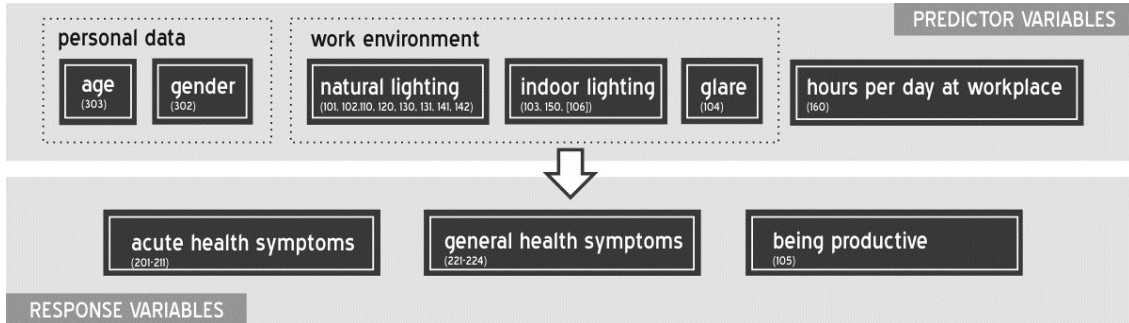 PREDICTOR VARIABLES
personal data
work environment
age
(303)
gender
(302)
natural lighting
(101, 102,110, 120, 130, 131, 141, 142)
indoor lighting
(103, 150, [106])
glare
(104)
hours per day at workplace
(160)
acute health symptoms
(201-211)
general health symptoms
(221-224)
being productive
(105)
RESPONSE VARIABLES